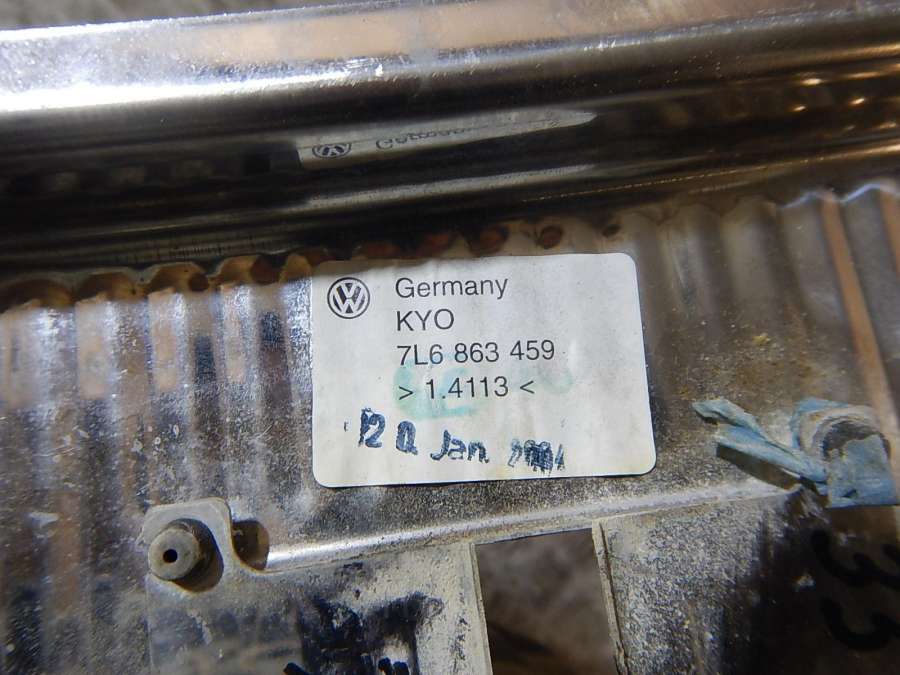 Germany
KYO
7L6 863 459
> 1.4113 <
Jan